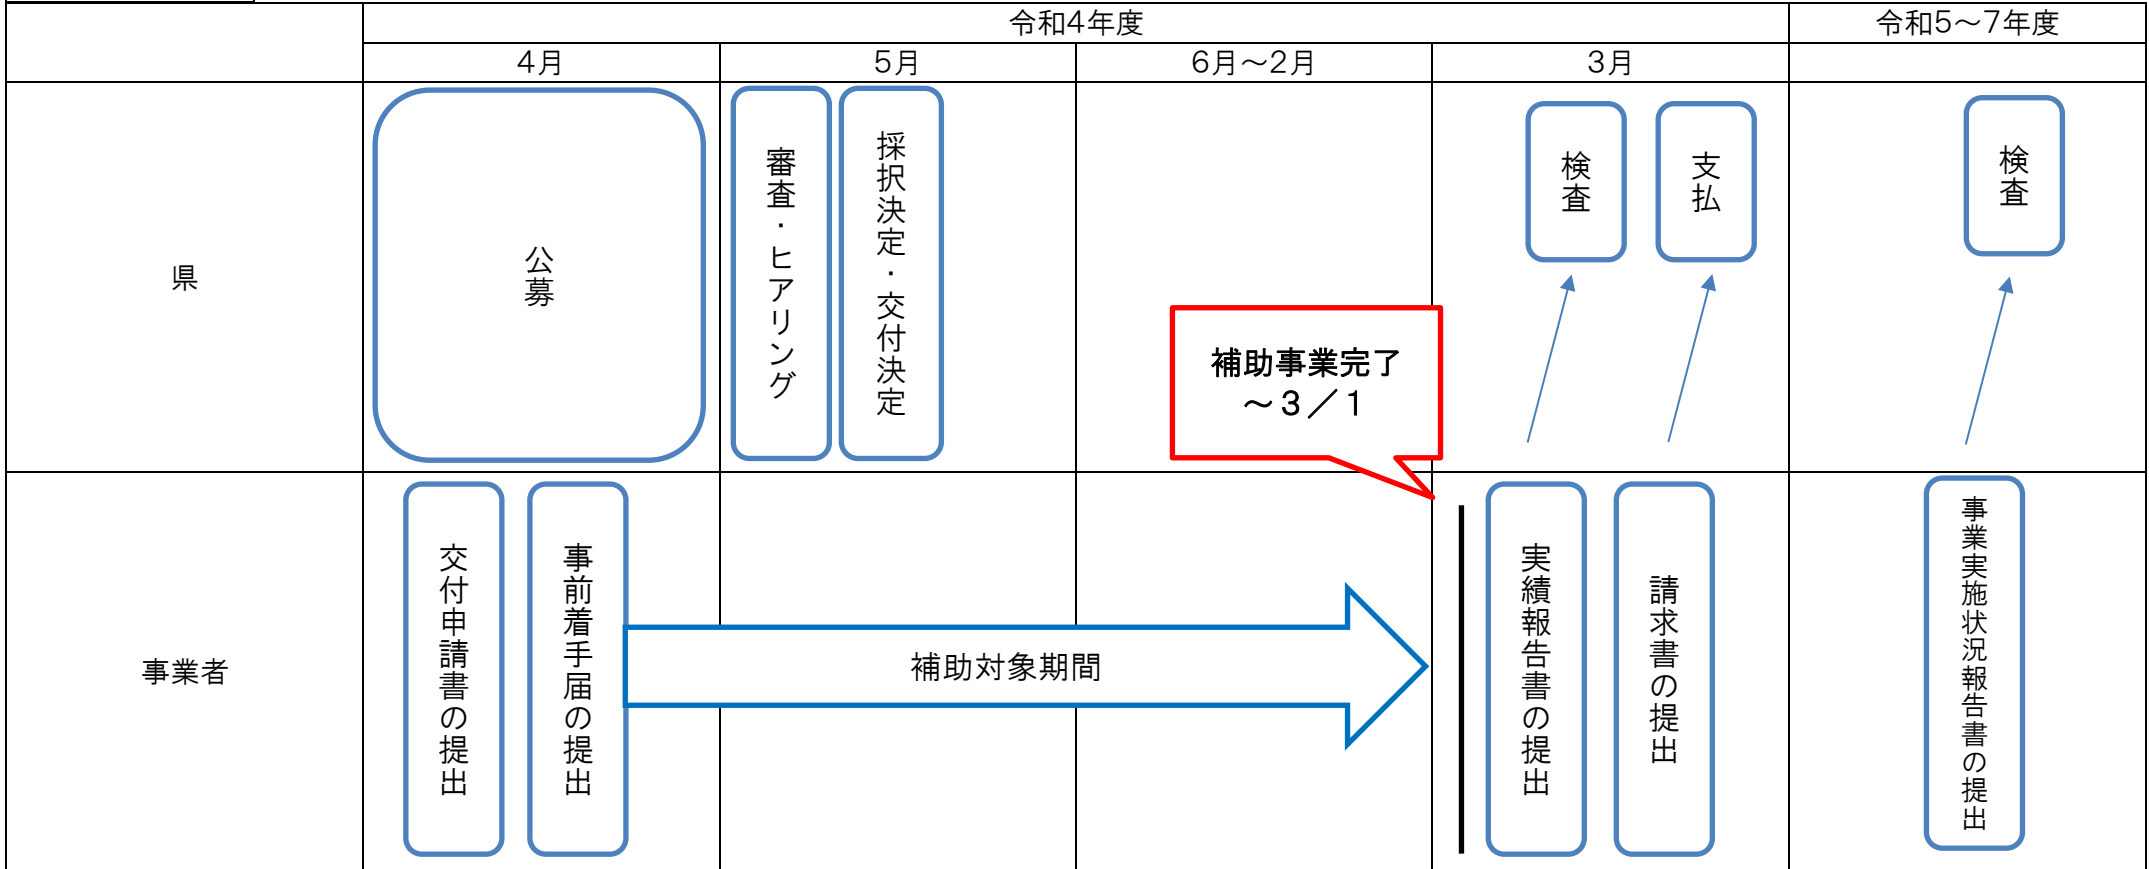 令和4年度
令和5～7年度
4月
5月
6月～2月
3月
県
公募
審査・ヒアリング
採択決定・交付決定
検査
支払
検査
補助事業完了
～３／１
事業者
交付申請書の提出
事前着手届の提出
補助対象期間
実績報告書の提出
請求書の提出
事業実施状況報告書の提出